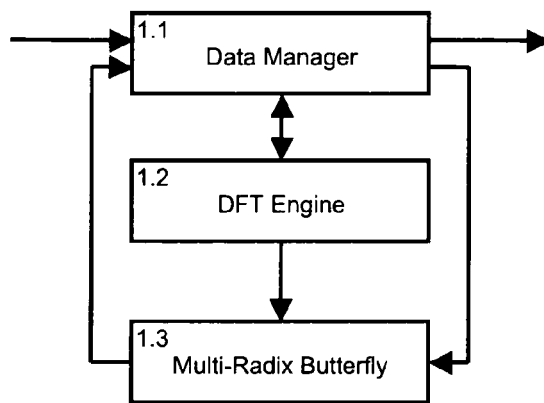 1.1
Data Manager
1.2
DFT Engine
1.3
Multi-Radix Butterfly